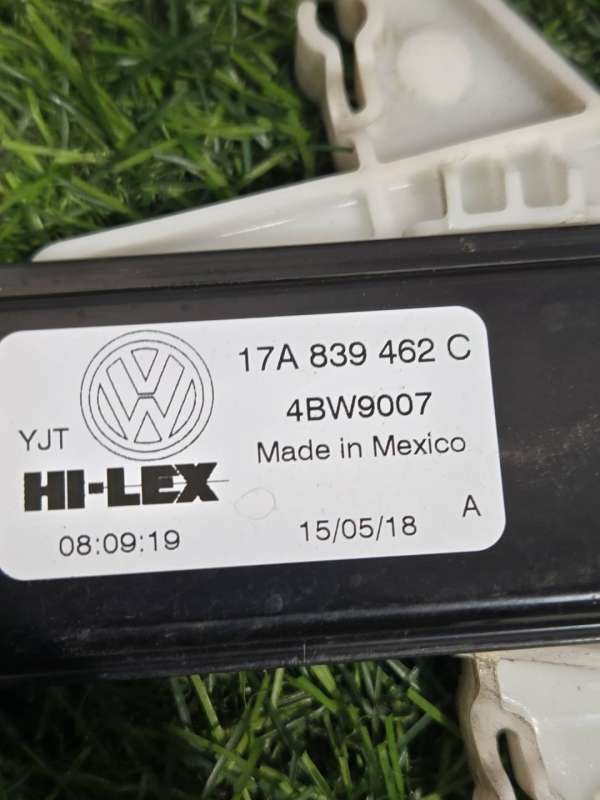 17A 839 462 C
4BW9007
YJT
Made in Mexico
HI-LEX
08:09:19
15/05/18
A